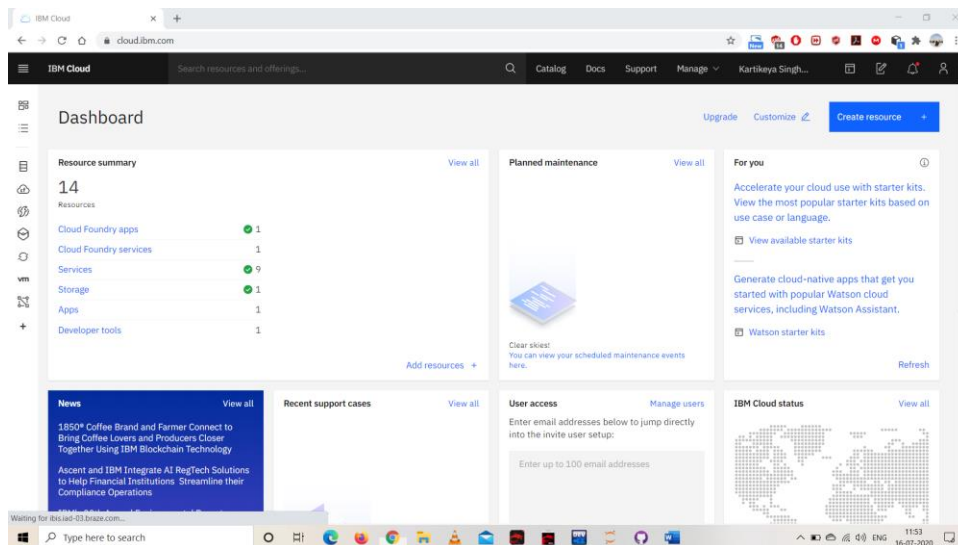 IBM Cloud
cloud.ibm.com
New
14
IBM Cloud
Search resources and offerings...
Catalog
Docs
Support
Manage
Kartikeya Singh...
Dashboard
Upgrade
Customize
Create resource +
Resource summary
View all
14
Resources
Cloud Foundry apps 1
Cloud Foundry services 1
Services 9
Storage 1
Apps 1
Developer tools 1
Add resources +
Planned maintenance
View all
Clear skies!
You can view your scheduled maintenance events
here.
For you
Accelerate your cloud use with starter kits.
View the most popular starter kits based on
use case or language.
View available starter kits
Generate cloud-native apps that get you
started with popular Watson cloud
services, including Watson Assistant.
Watson starter kits
Refresh
vm
News
View all
1850® Coffee Brand and Farmer Connect to
Bring Coffee Lovers and Producers Closer
Together Using IBM Blockchain Technology
Ascent and IBM Integrate AI RegTech Solutions
to Help Financial Institutions Streamline their
Compliance Operations
Recent support cases
View all
User access
Manage users
Enter email addresses below to jump directly
into the invite user setup:
Enter up to 100 email addresses
IBM Cloud status
View all
Waiting for ibis.iad-03.braze.com...
Type here to search
ENG
11:53
16-07-2020